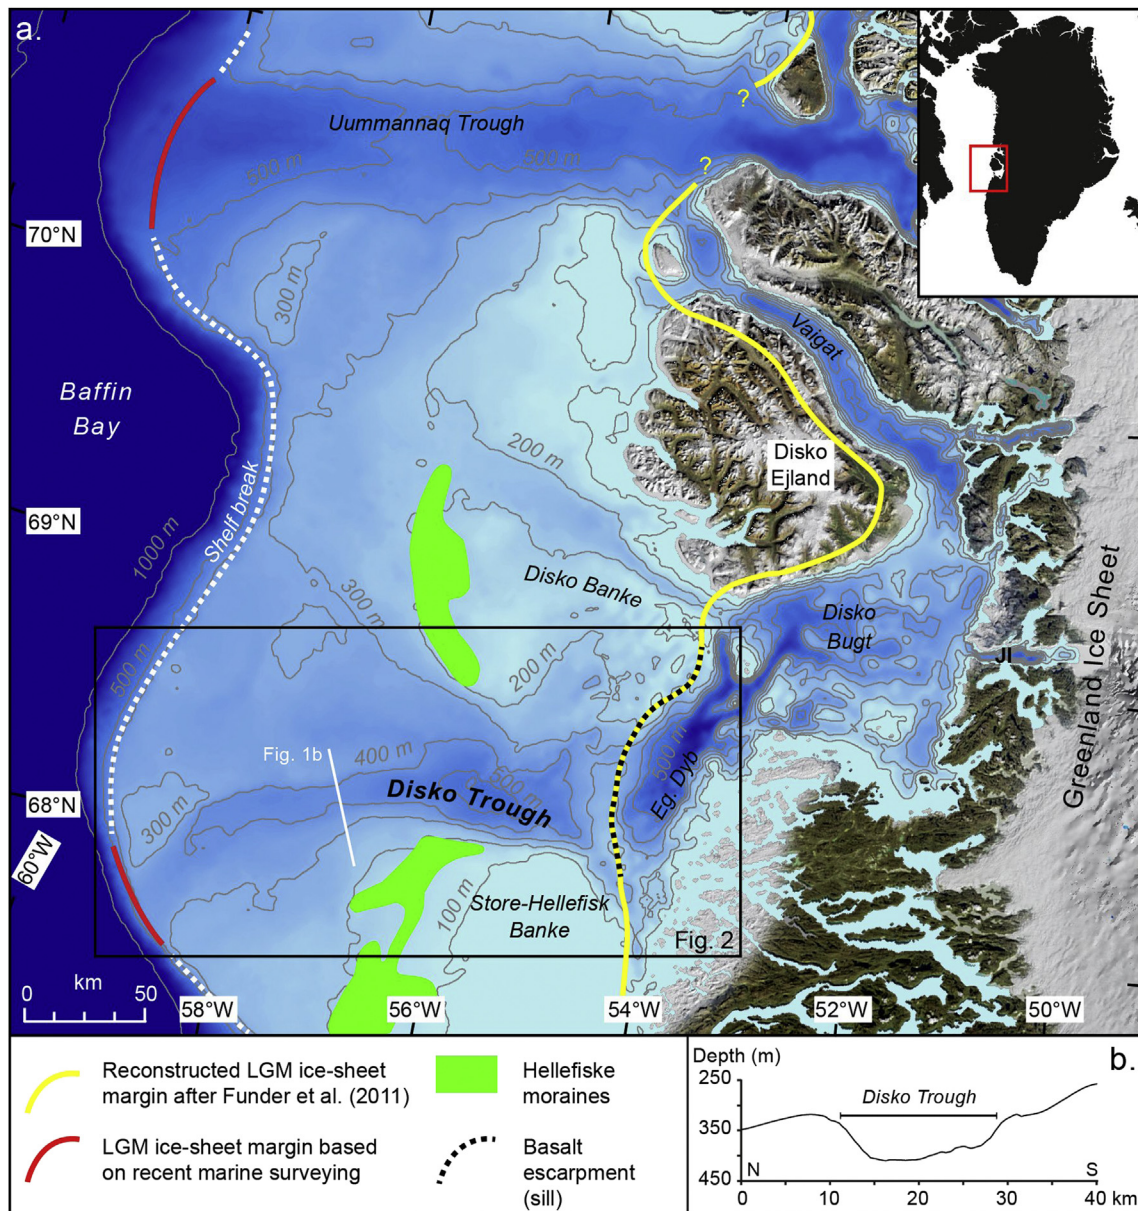 a.
?
Uummannaq Trough
500 m
500 m
?
70°N
300 m
Vaigat
Baffin
Bay
Disko
Ejland
200 m
Shelf break
69°N
1000 m
Disko Banke
Disko
Bugt
Greenland Ice Sheet
300 m
500 m
200 m
JI
Fig. 1b
400 m
500 m
500 m
Eg. Dyb
Disko Trough
68°N
300 m
60°W
100 m
Store-Hellefisk
Banke
Fig. 2
km
0 50
58°W
56°W
54°W
52°W
50°W
Reconstructed LGM ice-sheet
margin after Funder et al. (2011)
LGM ice-sheet margin based
on recent marine surveying
Hellefiske
moraines
Basalt
escarpment
(sill)
Depth (m)
b.
250
350
450
Disko Trough
N
S
0 10 20 30 40 km